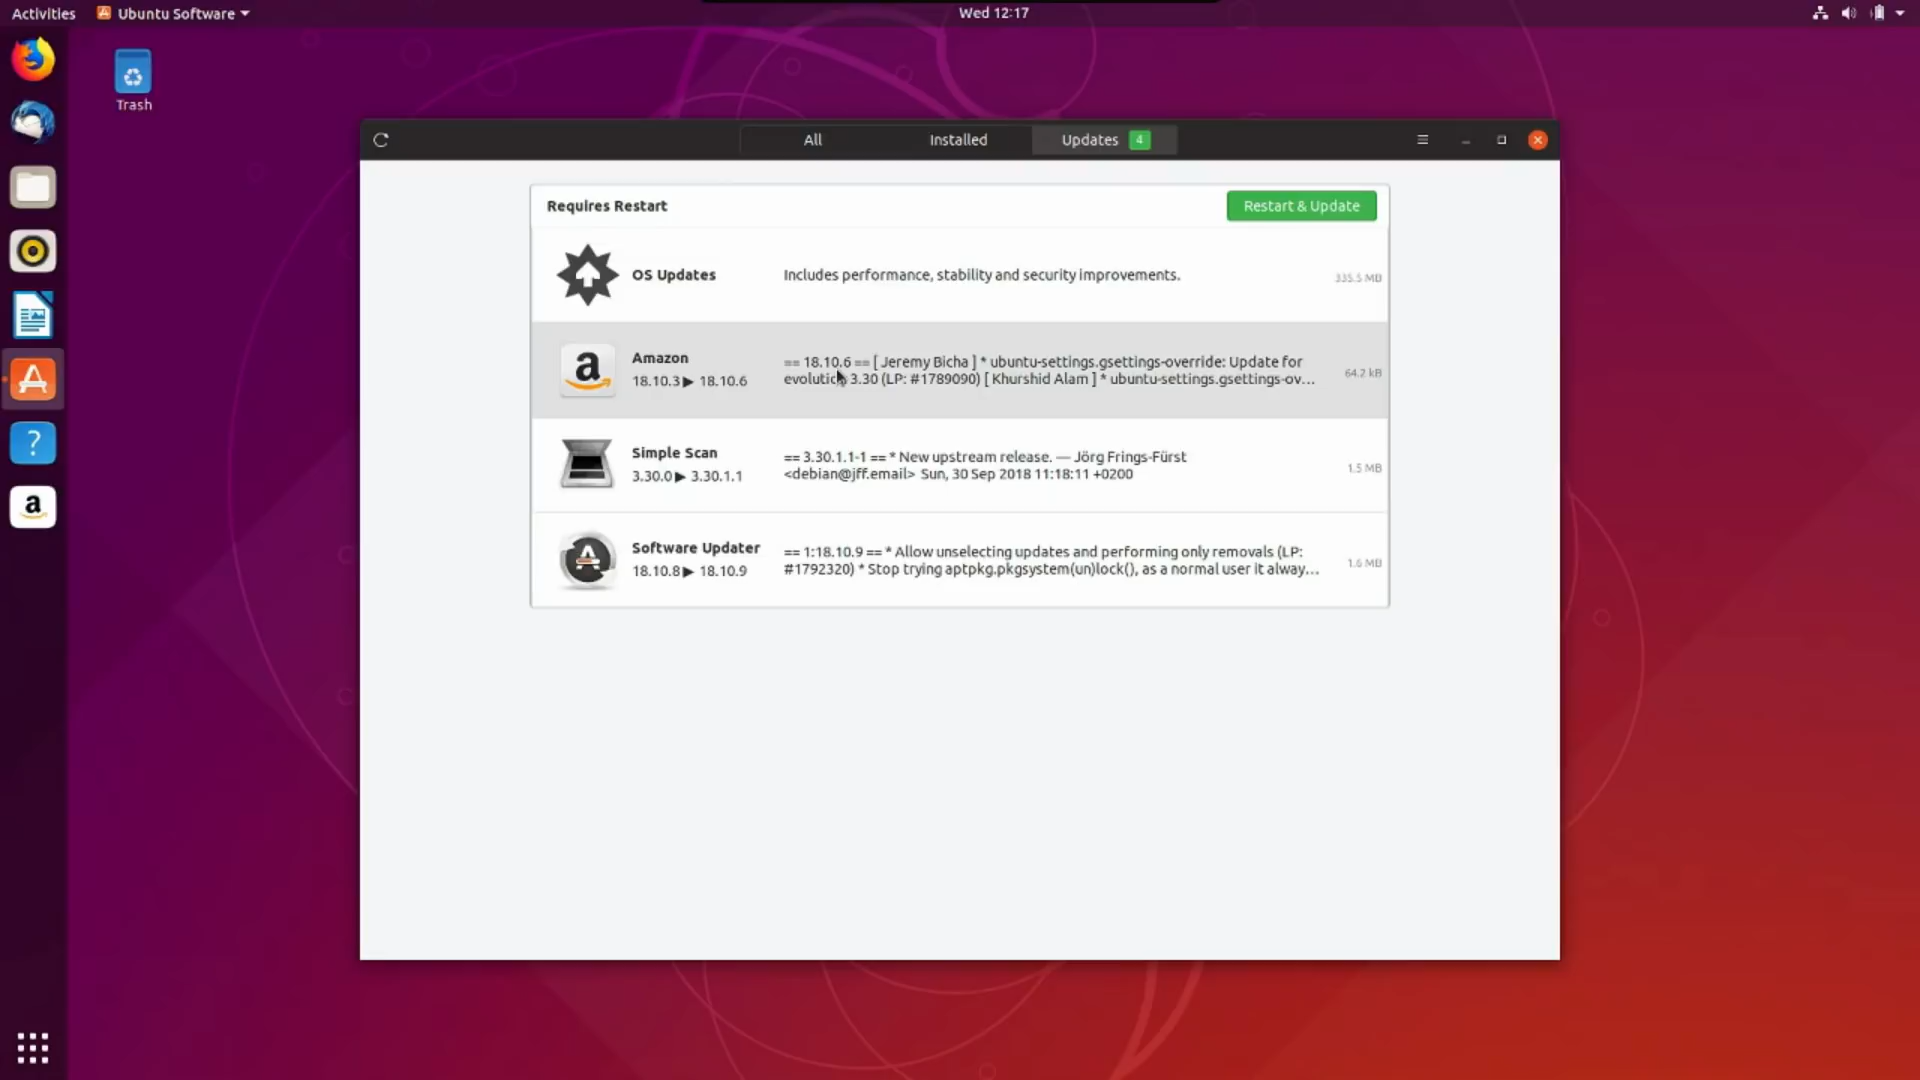 Activities
Ubuntu Software
Wed 12:17
Trash
All
Installed
Updates 4
Requires Restart
Restart & Update
OS Updates
Includes performance, stability and security improvements.
335.5 MB
Amazon
18.10.3 ▶ 18.10.6
== 18.10.6 == [ Jeremy Bicha ] * ubuntu-settings.gsettings-override: Update for
evolution 3.30 (LP: #1789090) [ Khurshid Alam ] * ubuntu-settings.gsettings-ov…
64.2 kB
Simple Scan
3.30.0 ▶ 3.30.1.1
== 3.30.1.1-1 == * New upstream release. — Jörg Frings-Fürst
<debian@jff.email> Sun, 30 Sep 2018 11:18:11 +0200
1.5 MB
Software Updater
18.10.8 ▶ 18.10.9
== 1:18.10.9 == * Allow unselecting updates and performing only removals (LP:
#1792320) * Stop trying aptpkg.pkgsystem(un)lock(), as a normal user it alway…
1.6 MB